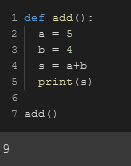 1 def add():
2   a = 5
3   b = 4
4   s = a+b
5   print(s)
6
7 add()
9